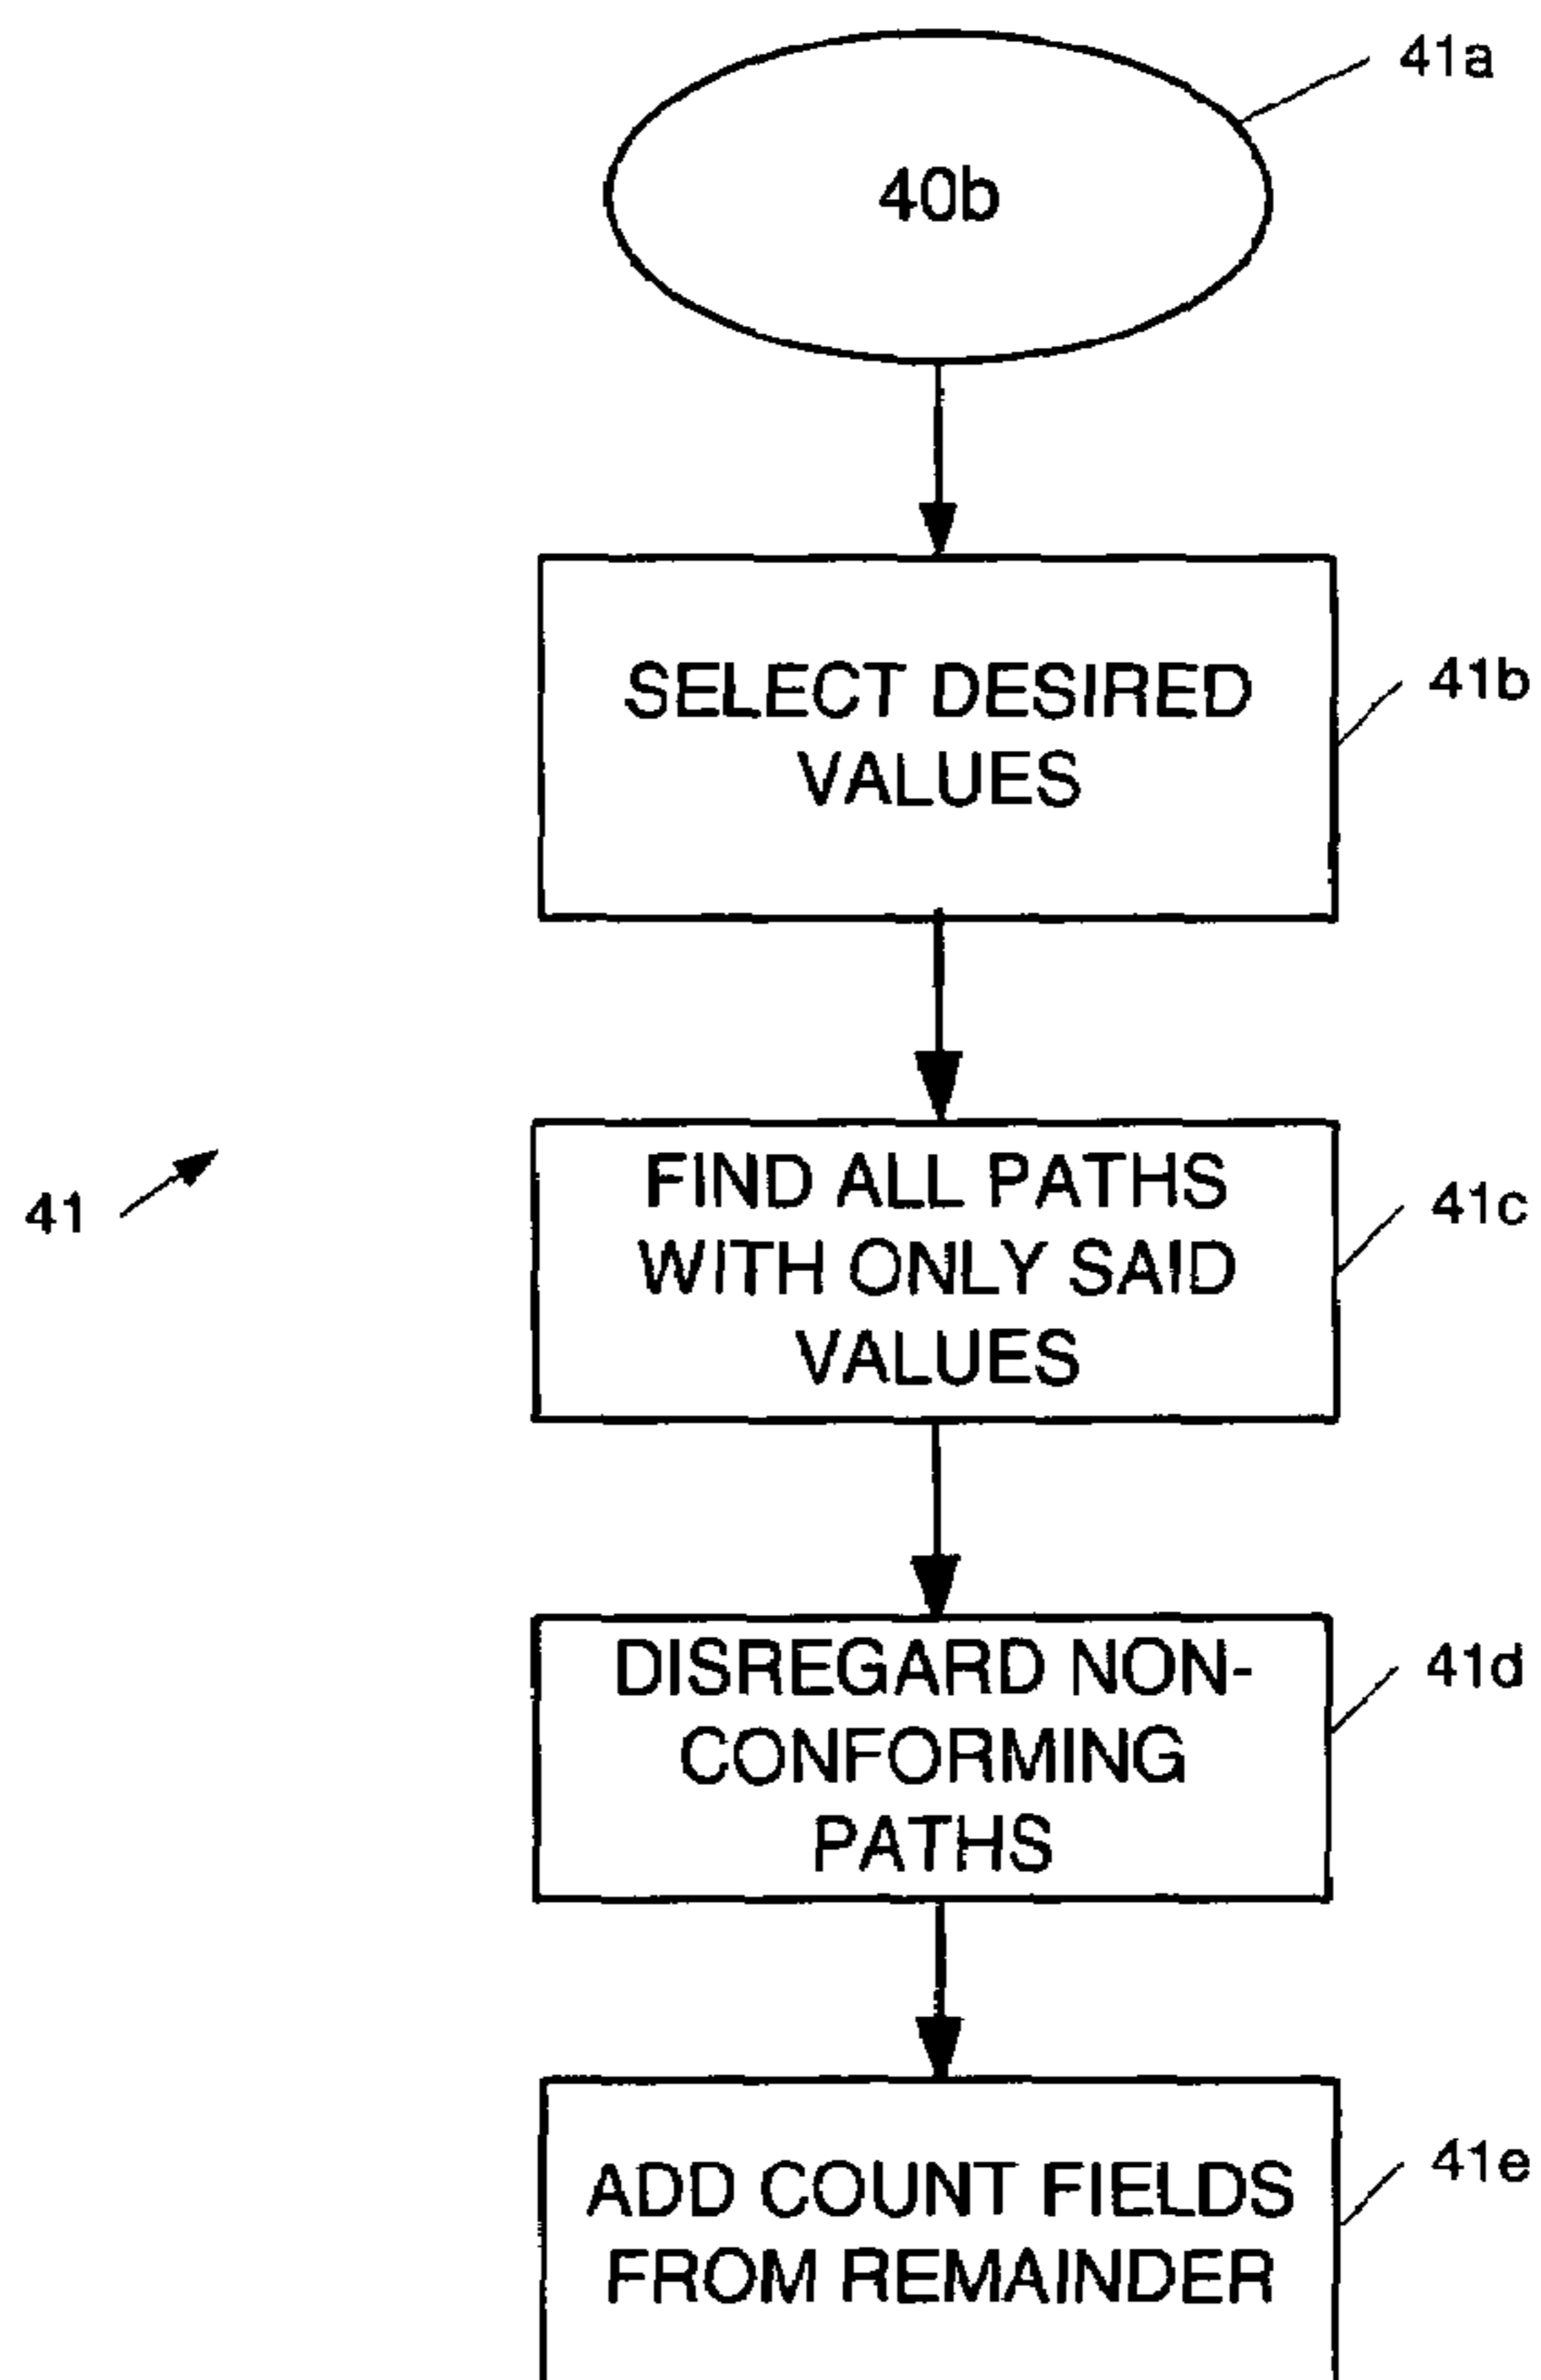 41a
40b
SELECT DESIRED
VALUES
41b
FIND ALL PATHS
WITH ONLY SAID
VALUES
41c
41
DISREGARD NON-
CONFORMING
PATHS
41d
ADD COUNT FIELDS
FROM REMAINDER
41e